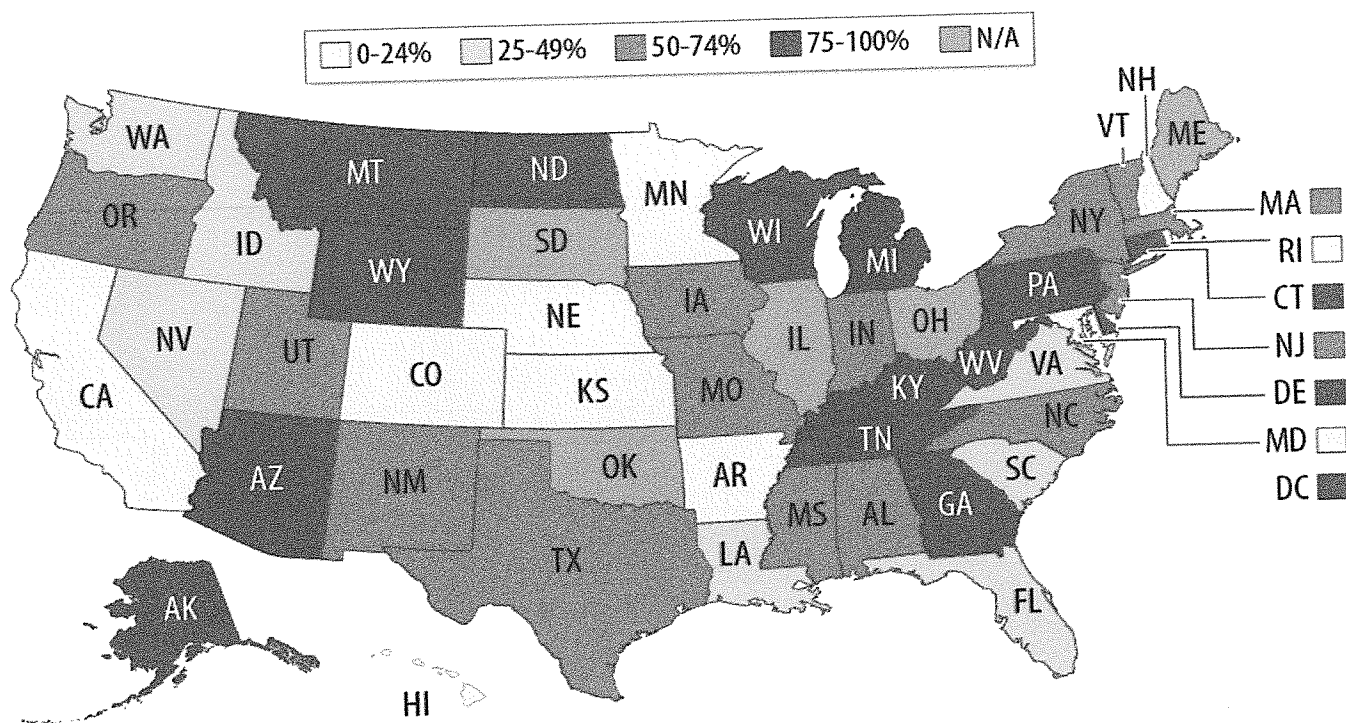 0-24% 25-49% 50-74% 75-100% N/A
NH
WA VT ME
MT ND
MN
OR MA
ID SD WI NY
RI
WY MI
CT
IA PA
NE
NV IL IN OH NJ
UT CO
WV VA
CA KS MO KY DE
NC
TN
MD
AZ OK SC
NM AR DC
MS AL GA
LA
TX
FL
AK
HI